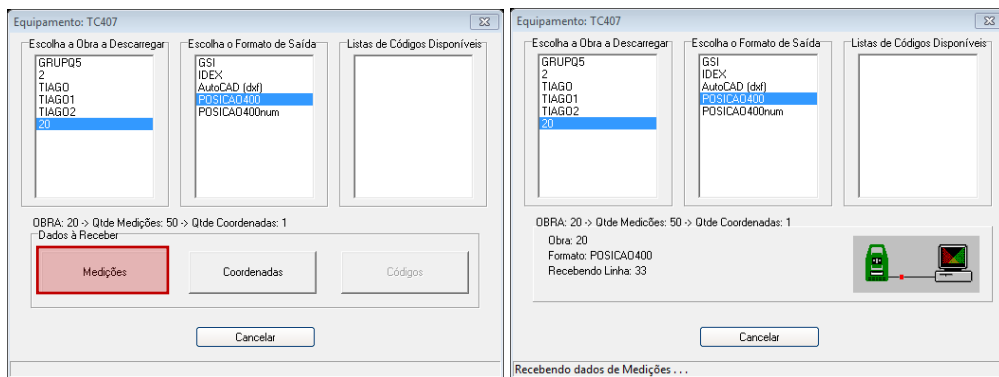 Equipamento: TC407
Escolha a Obra a Descarregar
Escolha o Formato de Saída
Listas de Códigos Disponíveis
GRUPQ5
2
TIAGO
TIAGO1
TIAGO2
20
GSI
IDEX
AutoCAD (dxf)
POSICAO400
POSICAO400num
OBRA: 20 -> Qtde Medições: 50 -> Qtde Coordenadas: 1
Dados à Receber
Medições
Coordenadas
Códigos
Cancelar
Equipamento: TC407
Escolha a Obra a Descarregar
Escolha o Formato de Saída
Listas de Códigos Disponíveis
GRUPQ5
2
TIAGO
TIAGO1
TIAGO2
20
GSI
IDEX
AutoCAD (dxf)
POSICAO400
POSICAO400num
OBRA: 20 -> Qtde Medicões: 50 -> Qtde Coordenadas: 1
Obra: 20
Formato: POSICAO400
Recebendo Linha: 33
Cancelar
Recebendo dados de Medições . . .